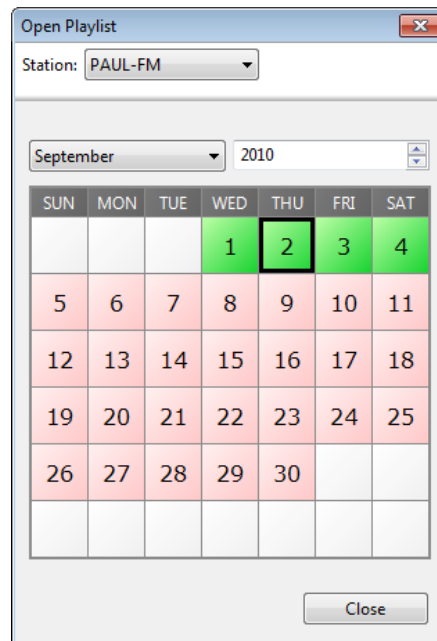 Open Playlist
Station: PAUL-FM
September 2010
SUN MON TUE WED THU FRI SAT
1 2 3 4
5 6 7 8 9 10 11
12 13 14 15 16 17 18
19 20 21 22 23 24 25
26 27 28 29 30
Close